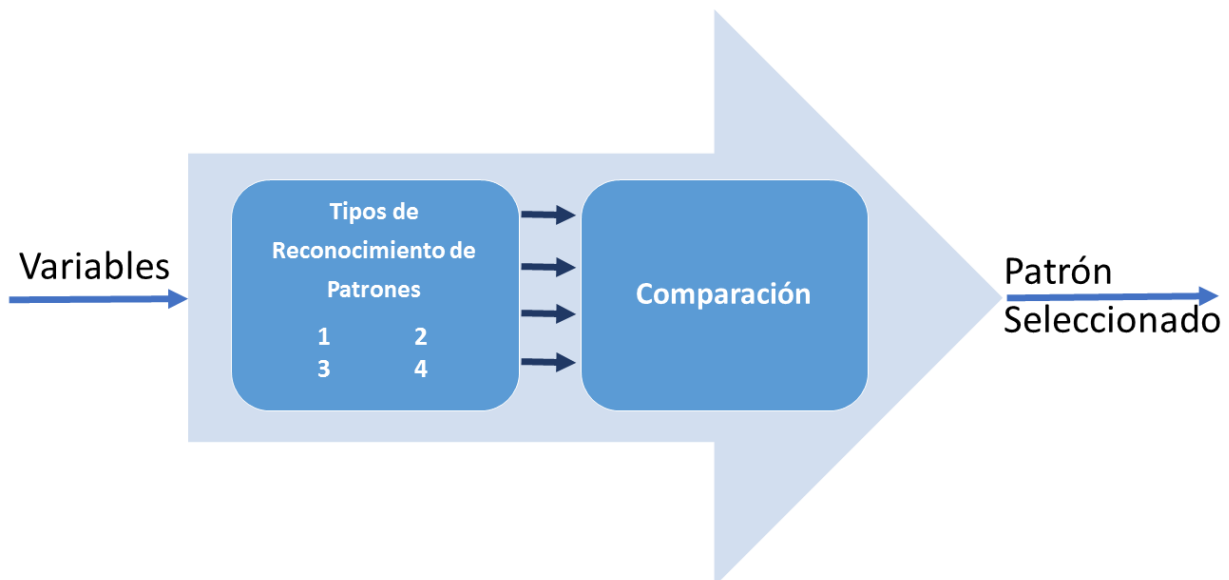 Variables
Tipos de
Reconocimiento de
Patrones
1 2
3 4
Comparación
Patrón
Seleccionado